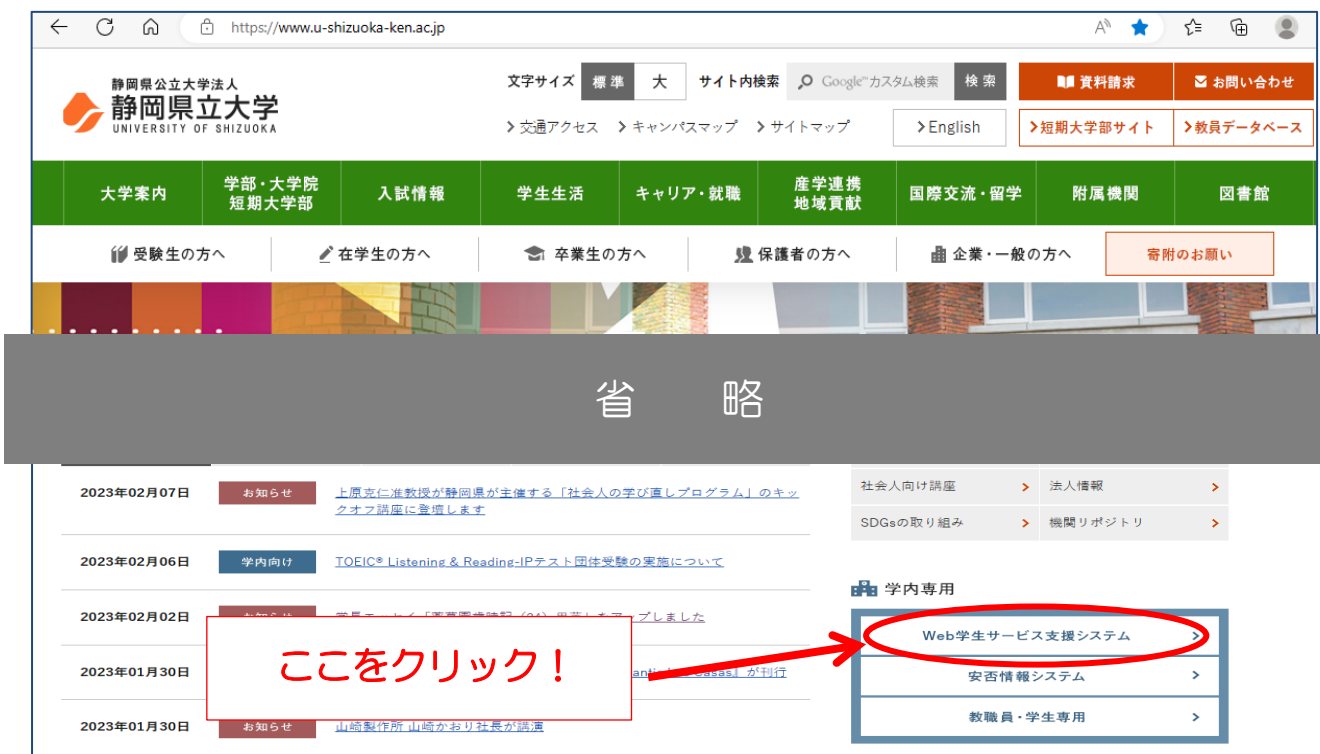 https://www.u-shizuoka-ken.ac.jp
静岡県公立大学法人
静岡県立大学
UNIVERSITY OF SHIZUOKA
文字サイズ 標準 大 サイト内検索 Google™カスタム検索 検索 資料請求 お問い合わせ
交通アクセス キャンパスマップ サイトマップ English 短期大学部サイト 教員データベース
大学案内
学部・大学院
短期大学部
入試情報
学生生活
キャリア・就職
産学連携
地域貢献
国際交流・留学
附属機関
図書館
受験生の方へ 在学生の方へ 卒業生の方へ 保護者の方へ 企業・一般の方へ 寄附のお願い
省 略
2023年02月07日 お知らせ 上原克仁准教授が静岡県が主催する「社会人の学び直しプログラム」のキッ
クオフ講座に登壇します
2023年02月06日 学内向け TOEIC® Listening & Reading-IPテスト団体受験の実施について
2023年02月02日
プしました
2023年01月30日
が刊行
2023年01月30日 お知らせ 山崎製作所 山崎かおり社長が講演
ここをクリック！
社会人向け講座 法人情報
SDGsの取り組み 機関リポジトリ
学内専用
Web学生サービス支援システム
安否情報システム
教職員・学生専用